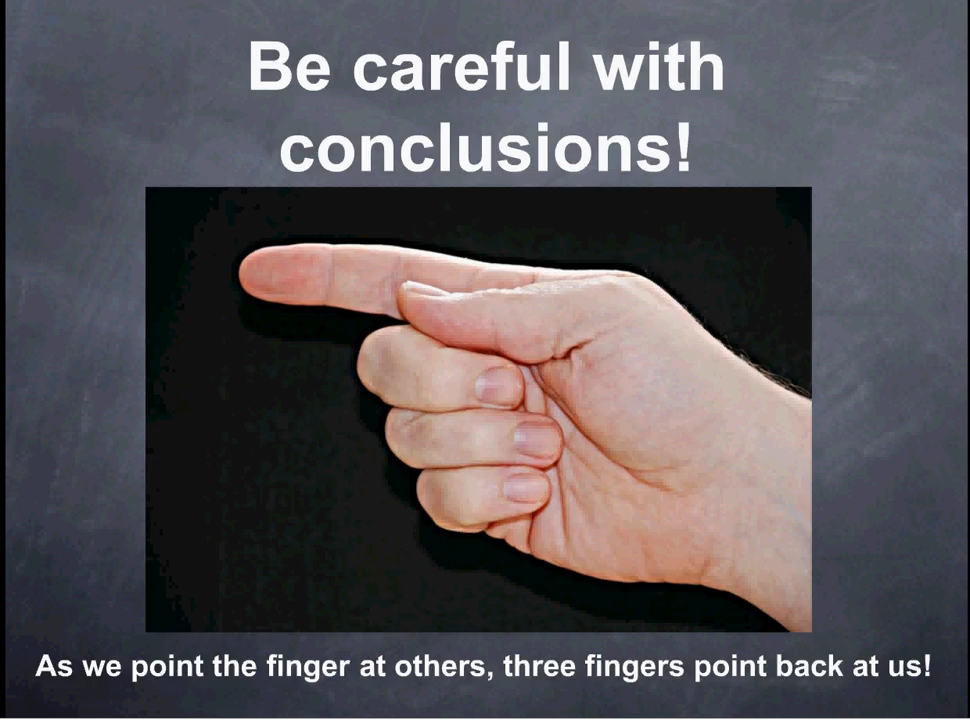 Be careful with
conclusions!
As we point the finger at others, three fingers point back at us!